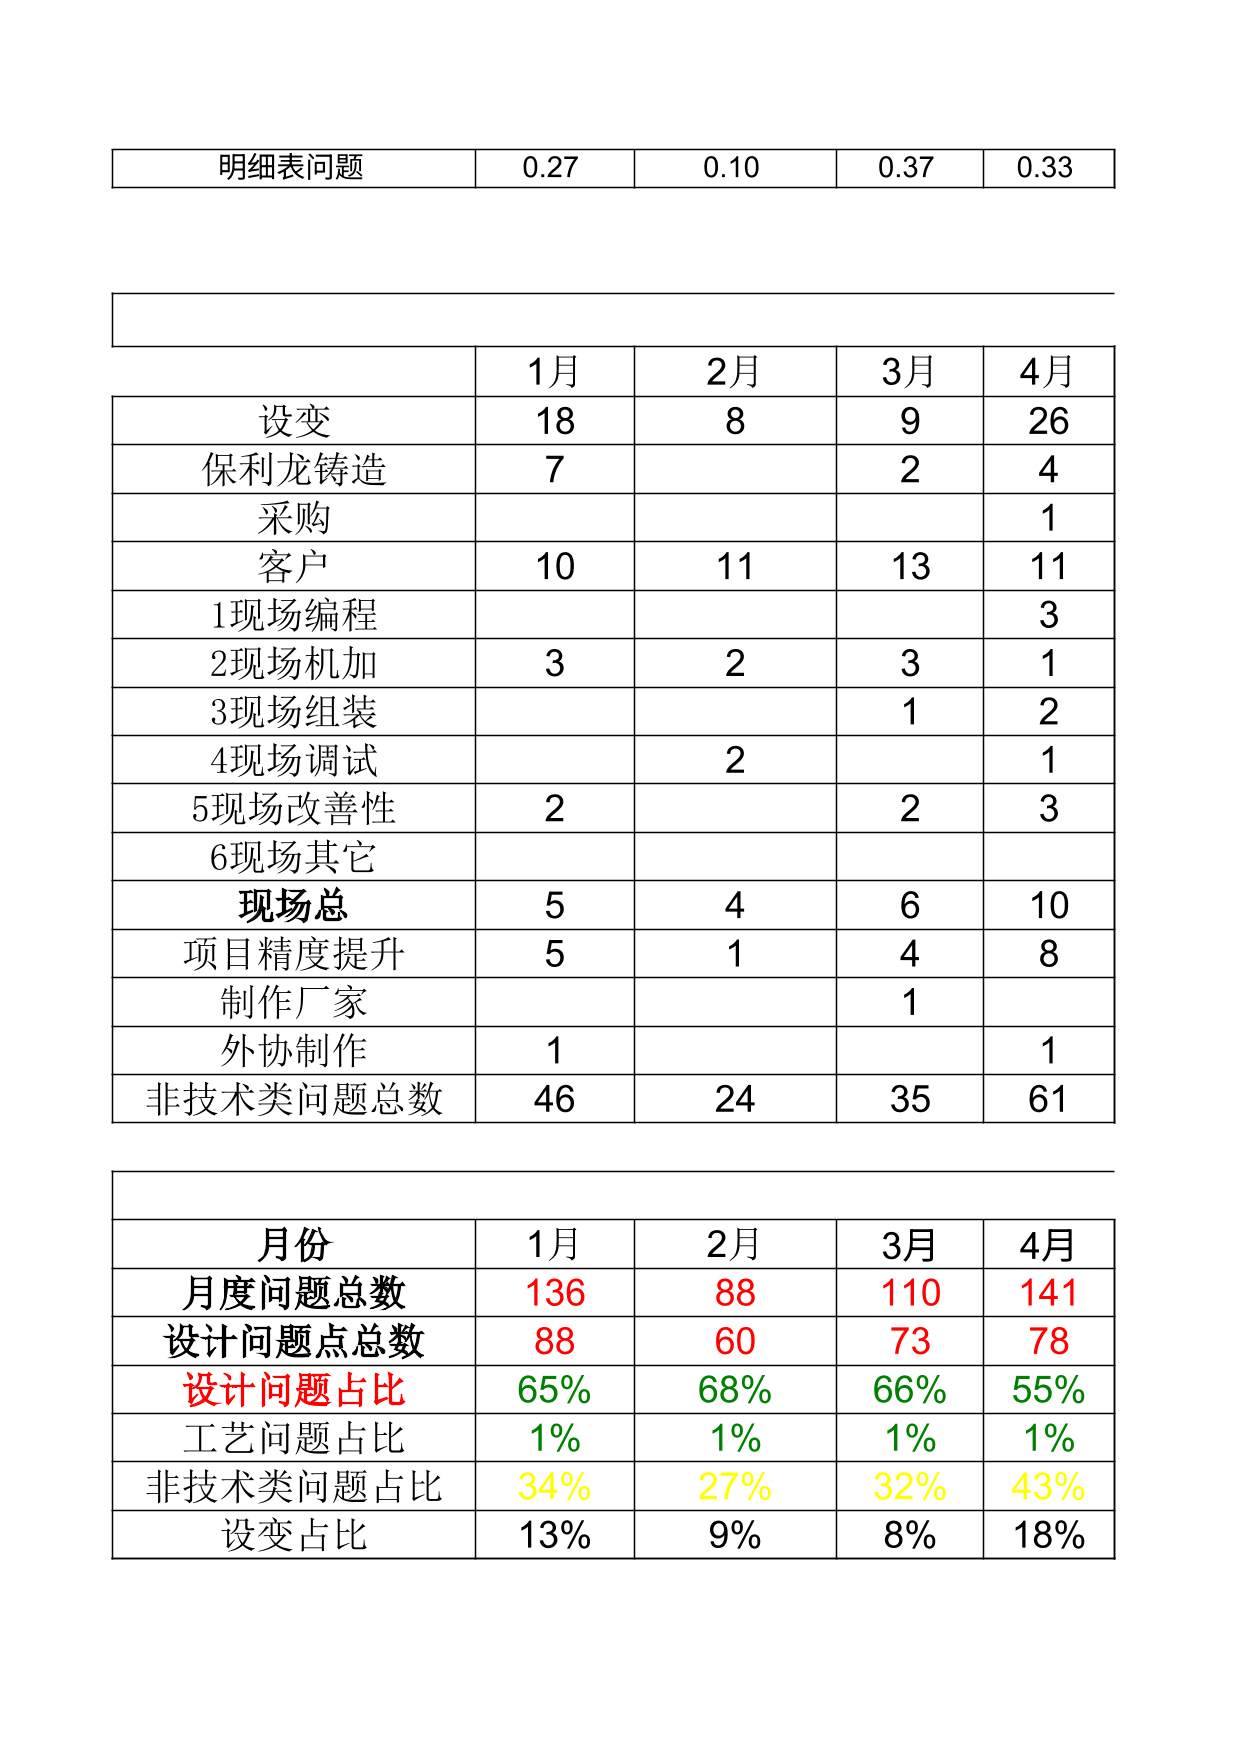 明细表问题 0.27 0.10 0.37 0.33
1月 2月 3月 4月
设变 18 8 9 26
保利龙铸造 7 2 4
采购 1
客户 10 11 13 11
1现场编程 3
2现场机加 3 2 3 1
3现场组装 1 2
4现场调试 2 1
5现场改善性 2 2 3
6现场其它
现场总 5 4 6 10
项目精度提升 5 1 4 8
制作厂家 1
外协制作 1 1
非技术类问题总数 46 24 35 61
月份 1月 2月 3月 4月
月度问题总数 136 88 110 141
设计问题点总数 88 60 73 78
设计问题占比 65% 68% 66% 55%
工艺问题占比 1% 1% 1% 1%
非技术类问题占比 34% 27% 32% 43%
设变占比 13% 9% 8% 18%